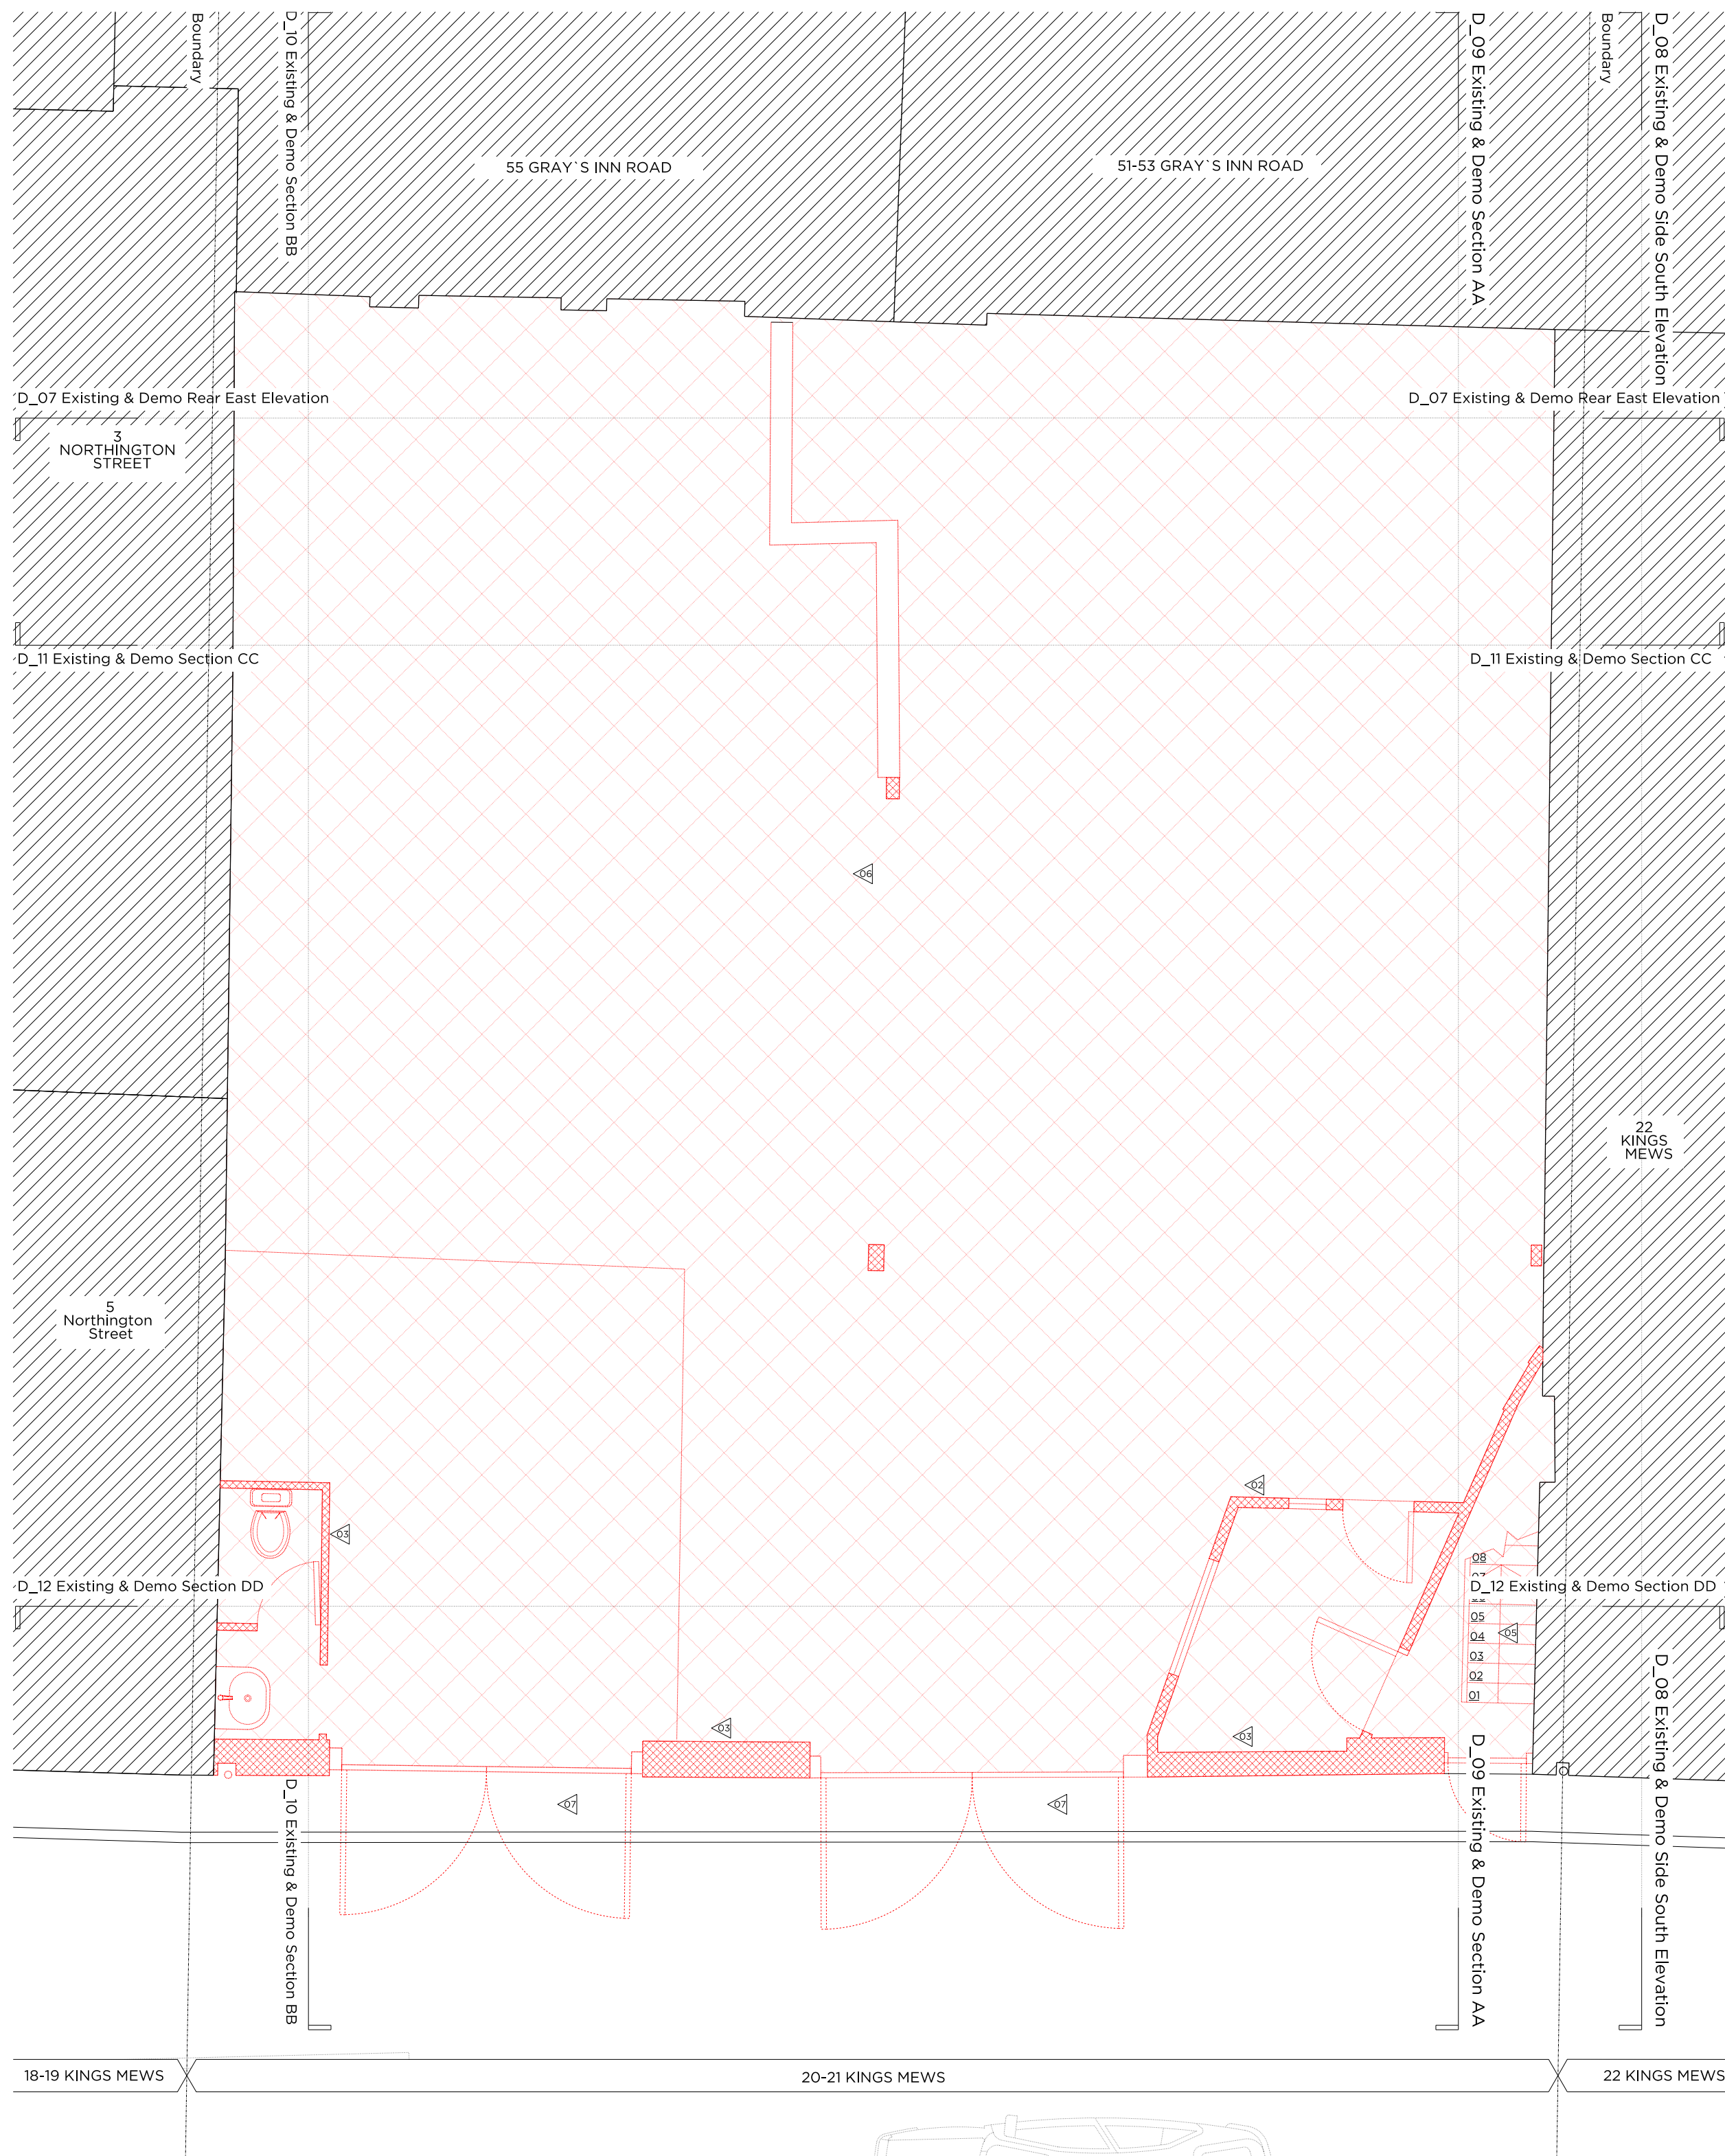 Boundary
D_10 Existing & Demo Section BB
D_09 Existing & Demo Section AA
Boundary
D_08 Existing & Demo Side South Elevation
55 GRAY`S INN ROAD
51-53 GRAY`S INN ROAD
D_07 Existing & Demo Rear East Elevation
D_07 Existing & Demo Rear East Elevation
3
NORTHINGTON
STREET
D_11 Existing & Demo Section CC
D_11 Existing & Demo Section CC
06
22
KINGS
MEWS
5
Northington
Street
02
03
08
D_12 Existing & Demo Section DD
D_12 Existing & Demo Section DD
05
05
04
03
02
01
03
03
07
07
D_10 Existing & Demo Section BB
D_09 Existing & Demo Section AA
D_08 Existing & Demo Side South Elevation
18-19 KINGS MEWS
20-21 KINGS MEWS
22 KINGS MEWS